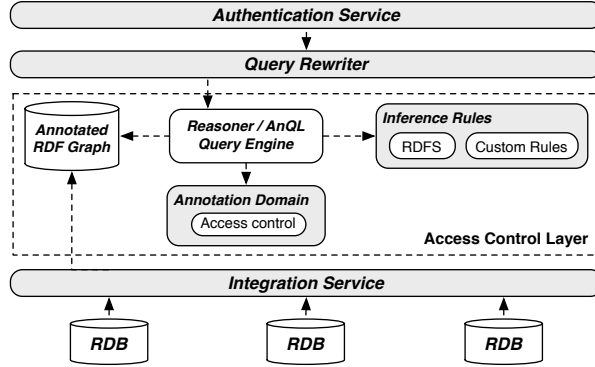 Authentication Service
Query Rewriter
Annotated
RDF Graph
Reasoner / AnQL
Query Engine
Inference Rules
RDFS
Custom Rules
Annotation Domain
Access control
Access Control Layer
Integration Service
RDB
RDB
RDB